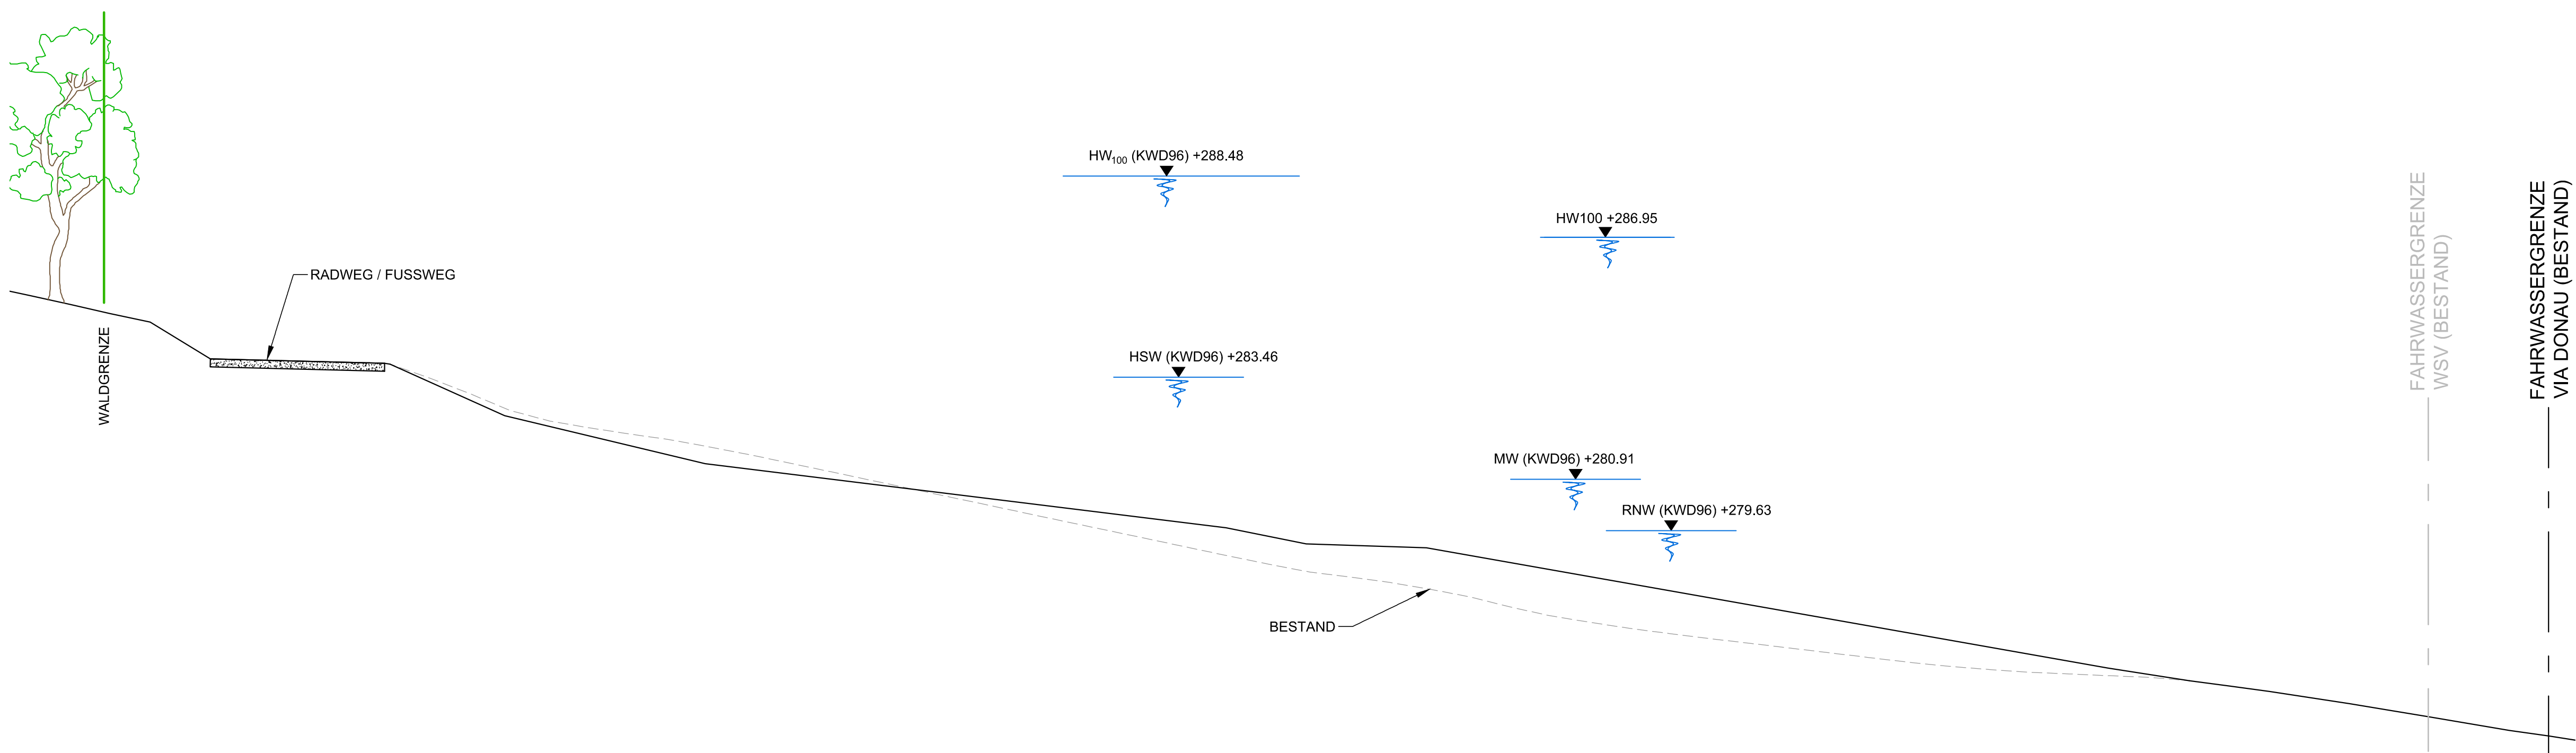 HW100 (KWD96) +288.48
HW100 +286.95
RADWEG / FUSSWEG
WALDGRENZE
HSW (KWD96) +283.46
MW (KWD96) +280.91
RNW (KWD96) +279.63
BESTAND
FAHRWASSERGRENZE
WSV (BESTAND)
FAHRWASSERGRENZE
VIA DONAU (BESTAND)